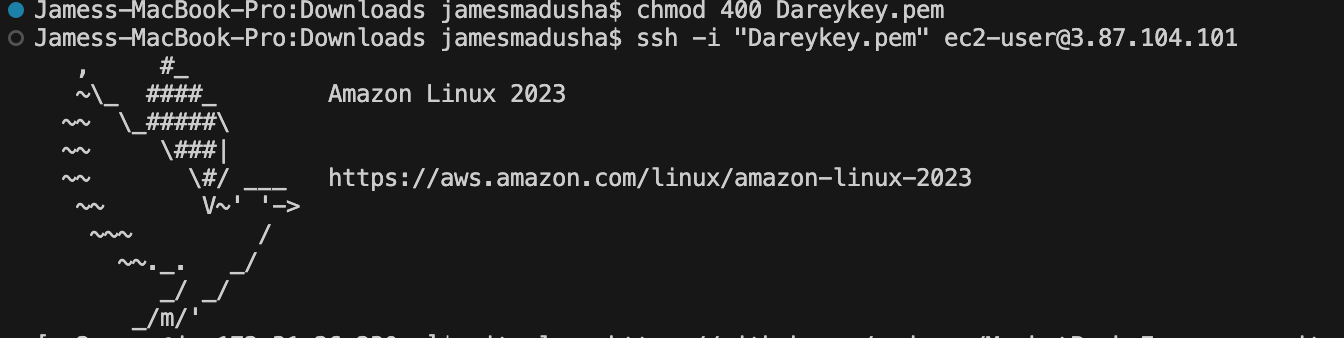 Jamess-MacBook-Pro:Downloads jamesmadusha$ chmod 400 Dareykey.pem
Jamess-MacBook-Pro:Downloads jamesmadusha$ ssh -i "Dareykey.pem" ec2-user@3.87.104.101
   ,     #_
   ~\_  ####_        Amazon Linux 2023
  ~~  \_#####\
  ~~     \###|
  ~~       \#/ ___   https://aws.amazon.com/linux/amazon-linux-2023
   ~~       V~' '->
    ~~~         /
      ~~._.   _/
         _/ _/
       _/m/'